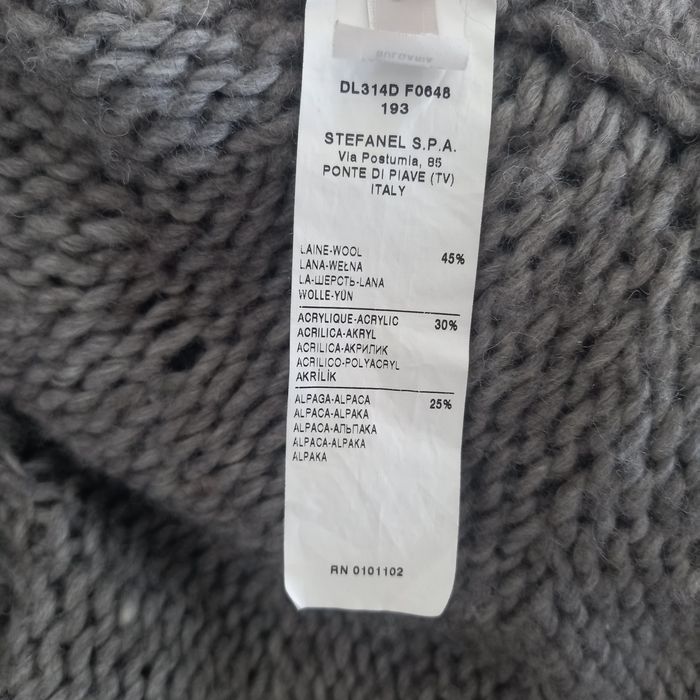 BULGARIA
DL314D F0648
193
STEFANEL S.P.A.
Via Postumia, 85
PONTE DI PIAVE (TV)
ITALY
LAINE-WOOL 45%
LANA-WEŁNA
LA-ШЕРСТЬ-LANA
WOLLE-YÜN
ACRYLIQUE-ACRYLIC 30%
ACRILICA-AKRYL
ACRILICA-АКРИЛИК
ACRILICO-POLYACRYL
AKRİLİK
ALPAGA-ALPACA 25%
ALPACA-ALPAKA
ALPACA-АЛЬПАКА
ALPACA-ALPAKA
ALPAKA
RN 0101102